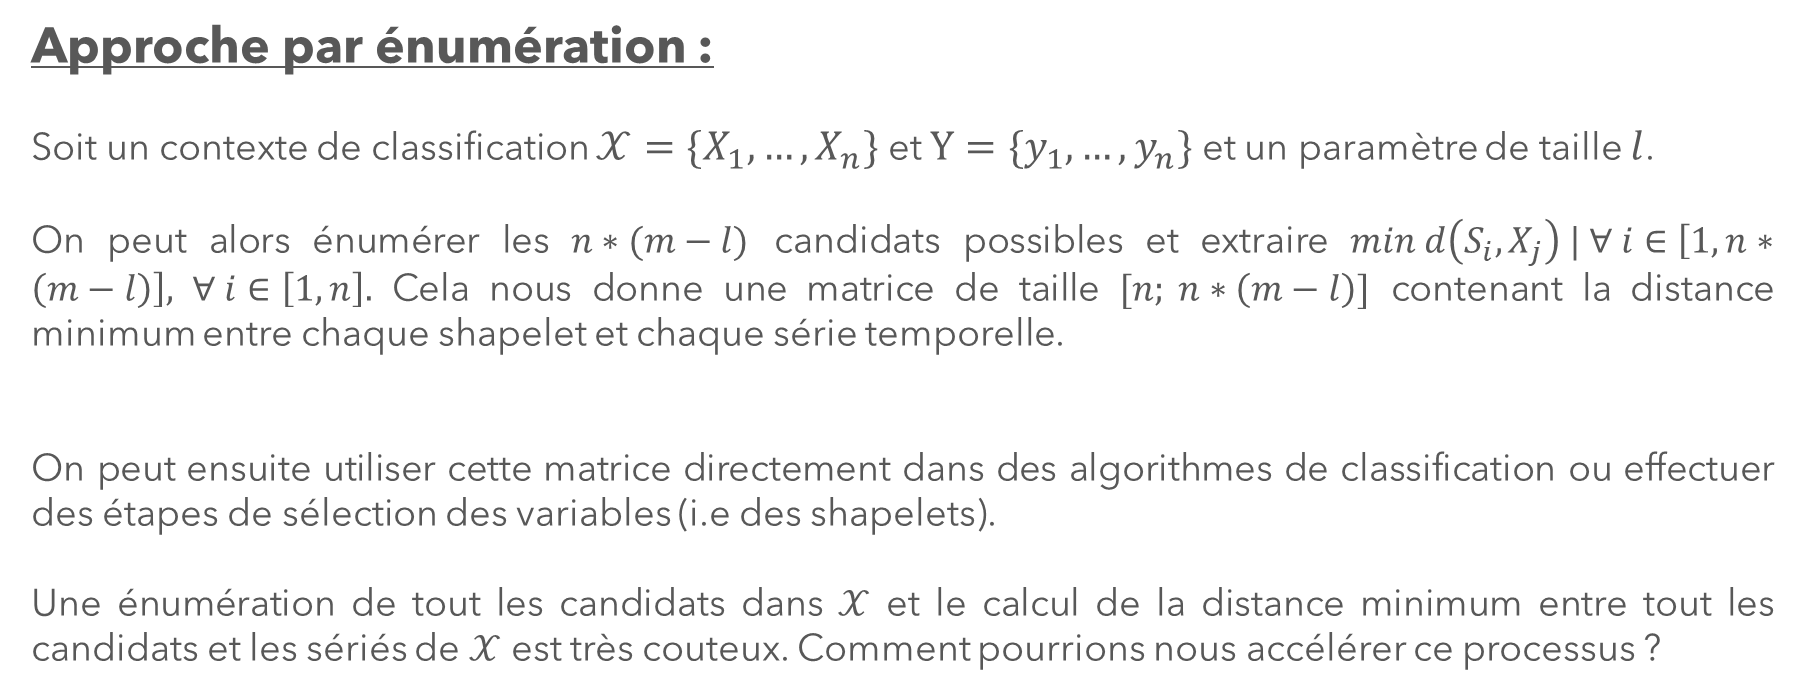 Approche par énumération :
Soit un contexte de classification 𝒳 = {X₁, … , Xₙ} et Y = {y₁, … , yₙ} et un paramètre de taille l.
On peut alors énumérer les n ∗ (m − l) candidats possibles et extraire min d(Sᵢ, Xⱼ) | ∀ i ∈ [1, n ∗
(m − l)], ∀ i ∈ [1, n]. Cela nous donne une matrice de taille [n; n ∗ (m − l)] contenant la distance
minimum entre chaque shapelet et chaque série temporelle.
On peut ensuite utiliser cette matrice directement dans des algorithmes de classification ou effectuer
des étapes de sélection des variables (i.e des shapelets).
Une énumération de tout les candidats dans 𝒳 et le calcul de la distance minimum entre tout les
candidats et les sériés de 𝒳 est très couteux. Comment pourrions nous accélérer ce processus ?